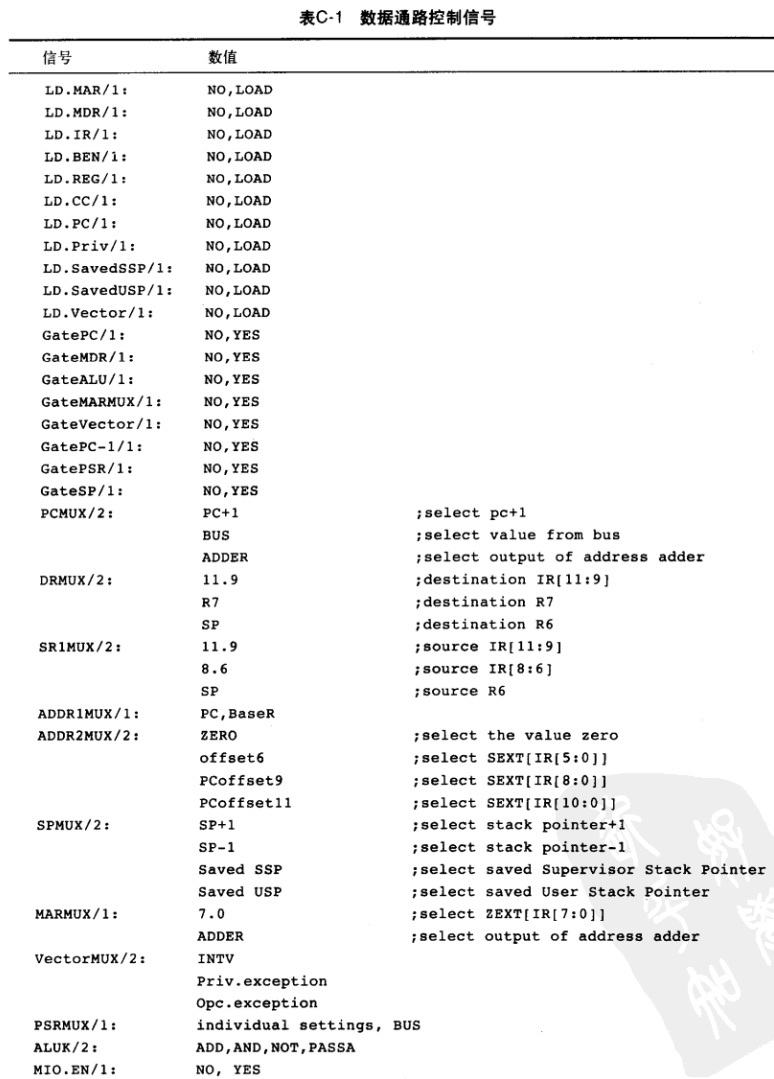 表C-1 数据通路控制信号
信号 数值
LD.MAR/1: NO,LOAD
LD.MDR/1: NO,LOAD
LD.IR/1: NO,LOAD
LD.BEN/1: NO,LOAD
LD.REG/1: NO,LOAD
LD.CC/1: NO,LOAD
LD.PC/1: NO,LOAD
LD.Priv/1: NO,LOAD
LD.SavedSSP/1: NO,LOAD
LD.SavedUSP/1: NO,LOAD
LD.Vector/1: NO,LOAD
GatePC/1: NO,YES
GateMDR/1: NO,YES
GateALU/1: NO,YES
GateMARMUX/1: NO,YES
GateVector/1: NO,YES
GatePC-1/1: NO,YES
GatePSR/1: NO,YES
GateSP/1: NO,YES
PCMUX/2: PC+1 ;select pc+1
BUS ;select value from bus
ADDER ;select output of address adder
DRMUX/2: 11.9 ;destination IR[11:9]
R7 ;destination R7
SP ;destination R6
SR1MUX/2: 11.9 ;source IR[11:9]
8.6 ;source IR[8:6]
SP ;source R6
ADDR1MUX/1: PC,BaseR
ADDR2MUX/2: ZERO ;select the value zero
offset6 ;select SEXT[IR[5:0]]
PCoffset9 ;select SEXT[IR[8:0]]
PCoffset11 ;select SEXT[IR[10:0]]
SPMUX/2: SP+1 ;select stack pointer+1
SP-1 ;select stack pointer-1
Saved SSP ;select saved Supervisor Stack Pointer
Saved USP ;select saved User Stack Pointer
MARMUX/1: 7.0 ;select ZEXT[IR[7:0]]
ADDER ;select output of address adder
VectorMUX/2: INTV
Priv.exception
Opc.exception
PSRMUX/1: individual settings, BUS
ALUK/2: ADD,AND,NOT,PASSA
MIO.EN/1: NO, YES